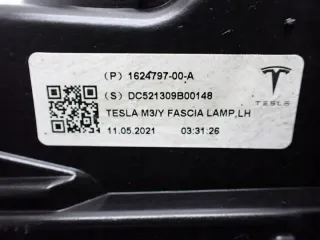 (P) 1624797-00-A
(S) DC521309B00148
TESLA
TESLA M3/Y FASCIA LAMP,LH
11.05.2021 03:31:26